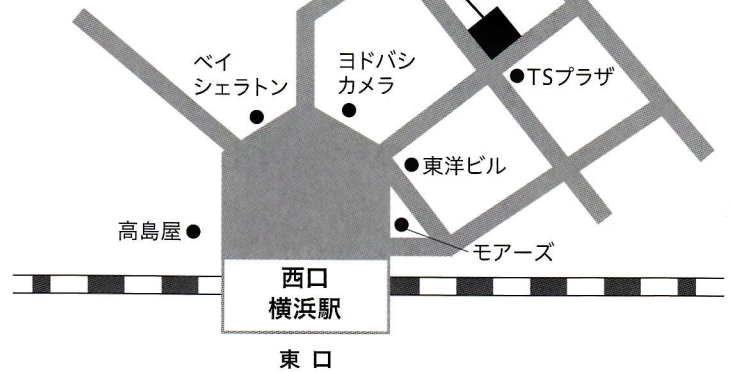 ベイ
シェラトン
ヨドバシ
カメラ
TSプラザ
東洋ビル
高島屋
モアーズ
西口
横浜駅
東口